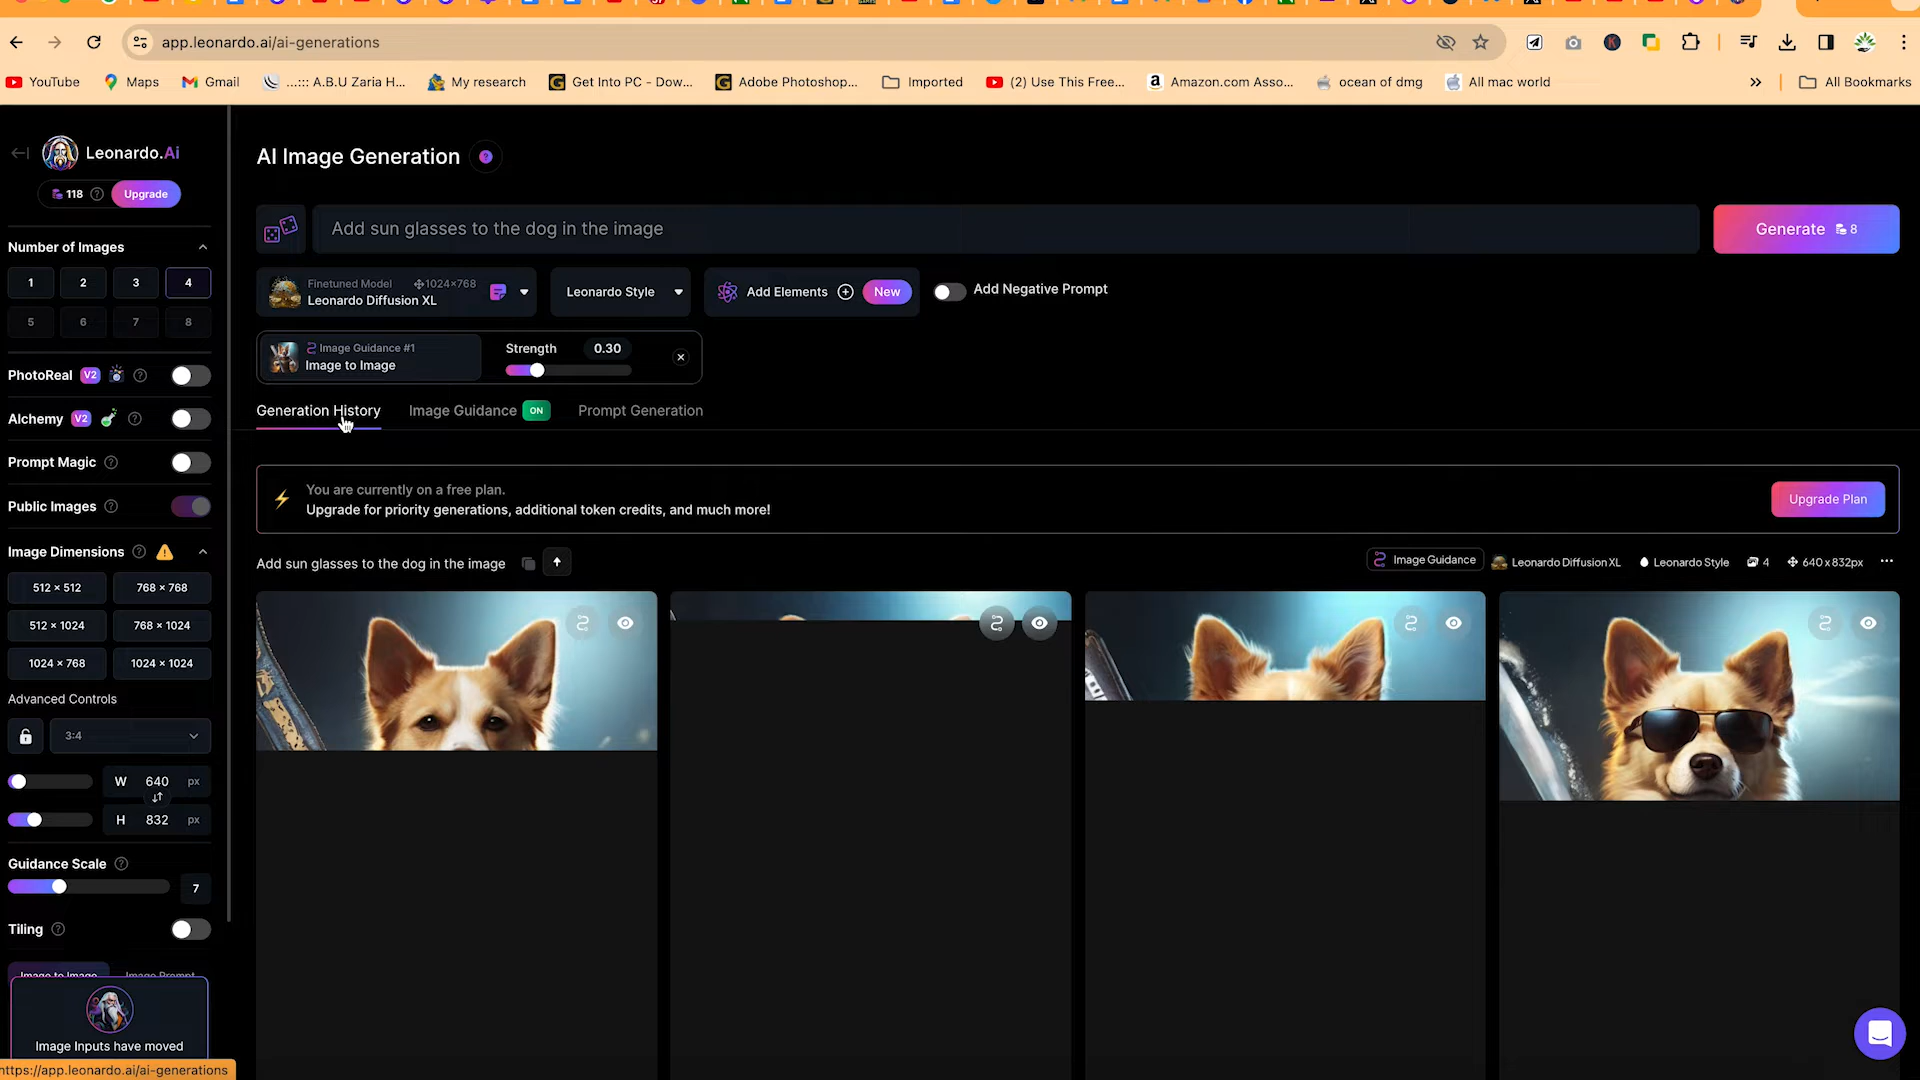 app.leonardo.ai/ai-generations
YouTube
Maps
Gmail
...::: A.B.U Zaria H...
My research
Get Into PC - Dow...
Adobe Photoshop...
Imported
(2) Use This Free...
Amazon.com Asso...
ocean of dmg
All mac world
All Bookmarks
Leonardo.Ai
118
Upgrade
Number of Images
1 2 3 4
5 6 7 8
PhotoReal V2
Alchemy V2
Prompt Magic
Public Images
Image Dimensions
512 × 512
768 × 768
512 × 1024
768 × 1024
1024 × 768
1024 × 1024
Advanced Controls
3:4
W 640 px
H 832 px
Guidance Scale
7
Tiling
Image to Image
Image Prompt
Image Inputs have moved
https://app.leonardo.ai/ai-generations
AI Image Generation
Add sun glasses to the dog in the image
Generate 8
Finetuned Model 1024×768
Leonardo Diffusion XL
Leonardo Style
Add Elements
New
Add Negative Prompt
Image Guidance #1
Image to Image
Strength 0.30
Generation History
Image Guidance ON
Prompt Generation
You are currently on a free plan.
Upgrade for priority generations, additional token credits, and much more!
Upgrade Plan
Add sun glasses to the dog in the image
Image Guidance
Leonardo Diffusion XL
Leonardo Style
4
640 x 832px